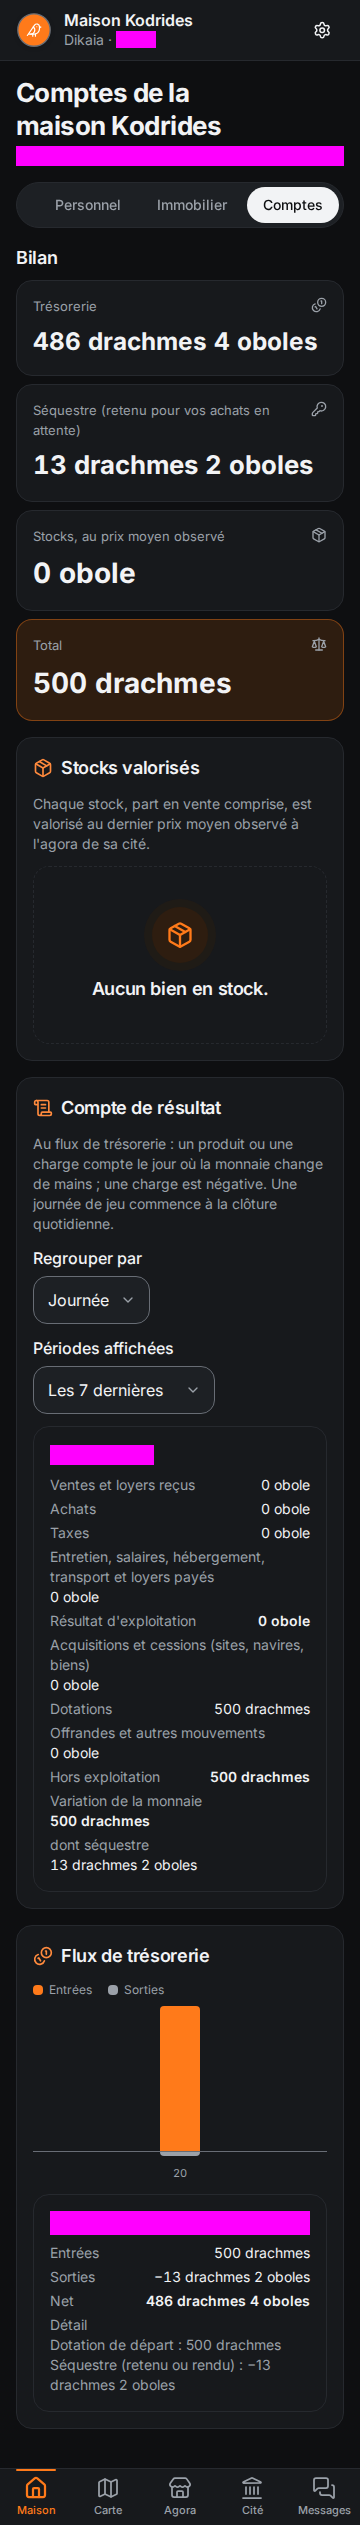 Maison Kodrides
Dikaia ·
Comptes de la
maison Kodrides
Personnel
Immobilier
Comptes
Bilan
Trésorerie
486 drachmes 4 oboles
Séquestre (retenu pour vos achats en
attente)
13 drachmes 2 oboles
Stocks, au prix moyen observé
0 obole
Total
500 drachmes
Stocks valorisés
Chaque stock, part en vente comprise, est
valorisé au dernier prix moyen observé à
l'agora de sa cité.
Aucun bien en stock.
Compte de résultat
Au flux de trésorerie : un produit ou une
charge compte le jour où la monnaie change
de mains ; une charge est négative. Une
journée de jeu commence à la clôture
quotidienne.
Regrouper par
Journée
Périodes affichées
Les 7 dernières
Ventes et loyers reçus 0 obole
Achats 0 obole
Taxes 0 obole
Entretien, salaires, hébergement,
transport et loyers payés
0 obole
Résultat d'exploitation 0 obole
Acquisitions et cessions (sites, navires,
biens)
0 obole
Dotations 500 drachmes
Offrandes et autres mouvements
0 obole
Hors exploitation 500 drachmes
Variation de la monnaie
500 drachmes
dont séquestre
13 drachmes 2 oboles
Flux de trésorerie
Entrées Sorties
20
Entrées 500 drachmes
Sorties −13 drachmes 2 oboles
Net 486 drachmes 4 oboles
Détail
Dotation de départ : 500 drachmes
Séquestre (retenu ou rendu) : −13
drachmes 2 oboles
Maison
Carte
Agora
Cité
Messages